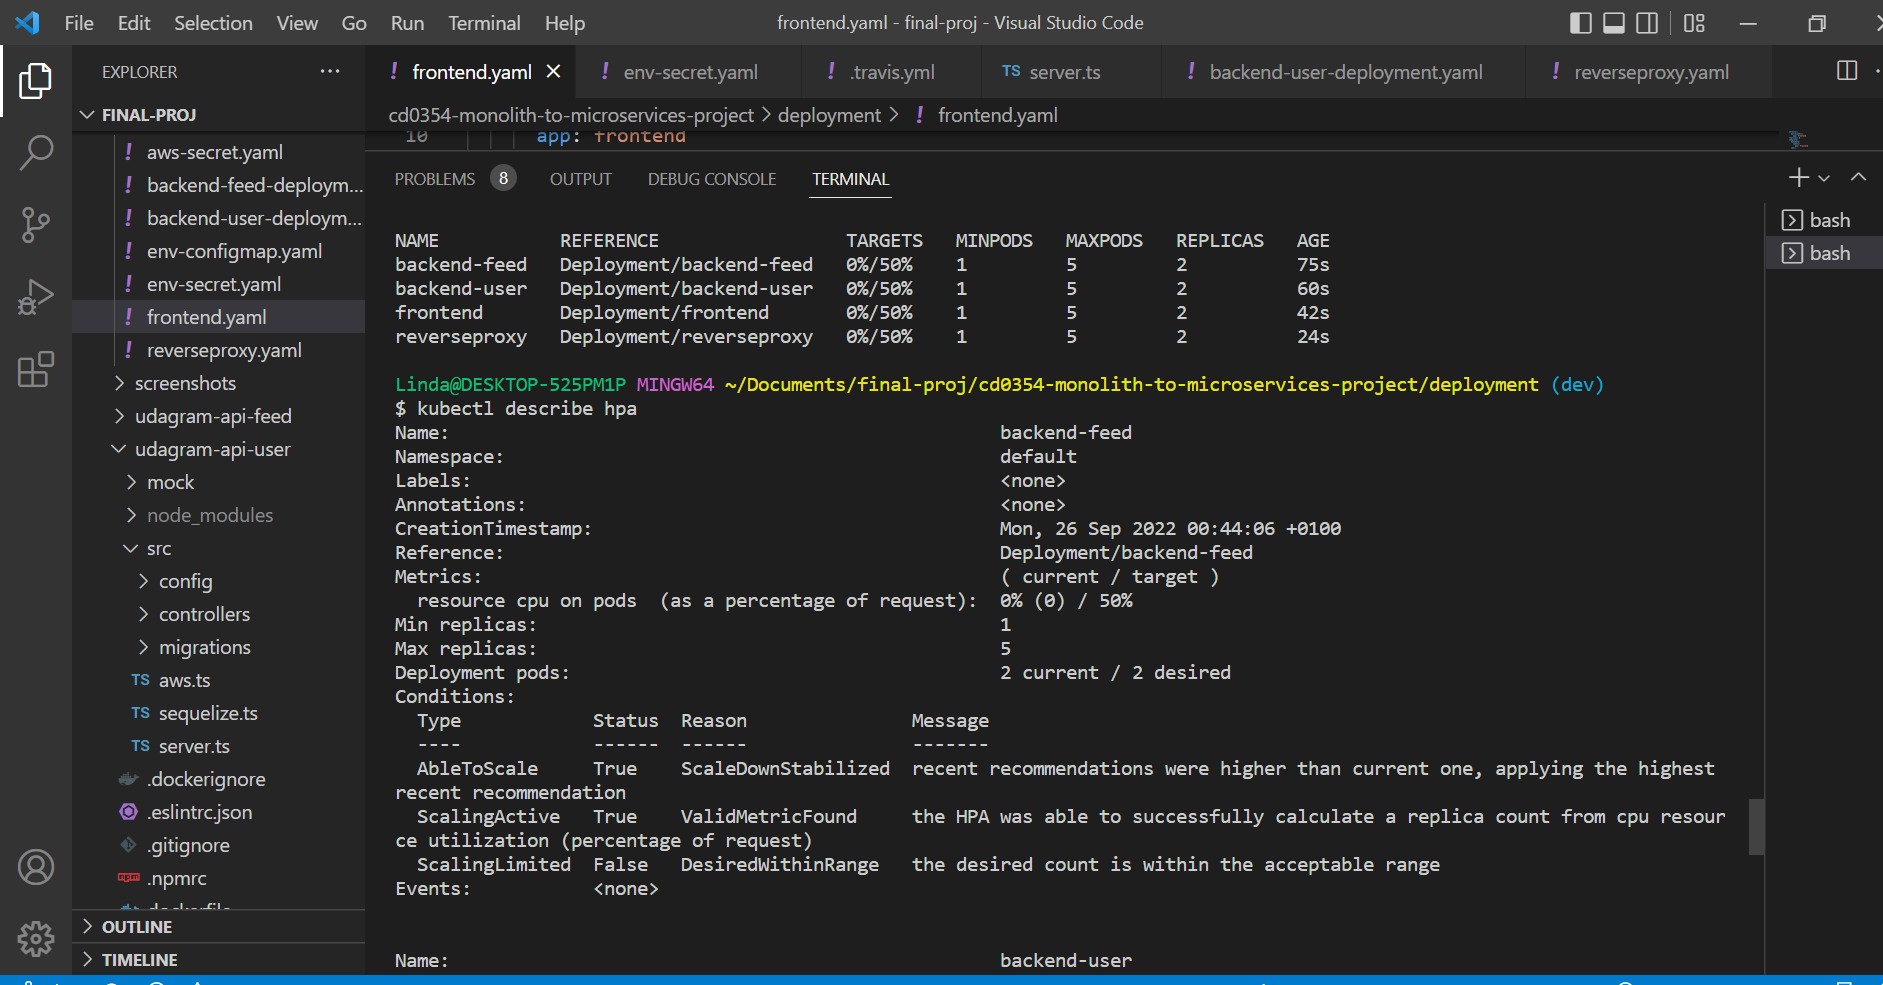 File Edit Selection View Go Run Terminal Help frontend.yaml - final-proj - Visual Studio Code
EXPLORER
FINAL-PROJ
aws-secret.yaml
backend-feed-deploym...
backend-user-deploym...
env-configmap.yaml
env-secret.yaml
frontend.yaml
reverseproxy.yaml
screenshots
udagram-api-feed
udagram-api-user
mock
node_modules
src
config
controllers
migrations
TS aws.ts
TS sequelize.ts
TS server.ts
.dockerignore
.eslintrc.json
.gitignore
npm .npmrc
dockerfile
OUTLINE
TIMELINE
! frontend.yaml ! env-secret.yaml ! .travis.yml TS server.ts ! backend-user-deployment.yaml ! reverseproxy.yaml
cd0354-monolith-to-microservices-project > deployment > ! frontend.yaml
10 app: frontend
PROBLEMS 8 OUTPUT DEBUG CONSOLE TERMINAL
NAME REFERENCE TARGETS MINPODS MAXPODS REPLICAS AGE
backend-feed Deployment/backend-feed 0%/50% 1 5 2 75s
backend-user Deployment/backend-user 0%/50% 1 5 2 60s
frontend Deployment/frontend 0%/50% 1 5 2 42s
reverseproxy Deployment/reverseproxy 0%/50% 1 5 2 24s
Linda@DESKTOP-525PM1P MINGW64 ~/Documents/final-proj/cd0354-monolith-to-microservices-project/deployment (dev)
$ kubectl describe hpa
Name: backend-feed
Namespace: default
Labels: <none>
Annotations: <none>
CreationTimestamp: Mon, 26 Sep 2022 00:44:06 +0100
Reference: Deployment/backend-feed
Metrics: ( current / target )
resource cpu on pods (as a percentage of request): 0% (0) / 50%
Min replicas: 1
Max replicas: 5
Deployment pods: 2 current / 2 desired
Conditions:
Type Status Reason Message
---- ------ ------ -------
AbleToScale True ScaleDownStabilized recent recommendations were higher than current one, applying the highest
recent recommendation
ScalingActive True ValidMetricFound the HPA was able to successfully calculate a replica count from cpu resour
ce utilization (percentage of request)
ScalingLimited False DesiredWithinRange the desired count is within the acceptable range
Events: <none>
Name: backend-user
bash
bash